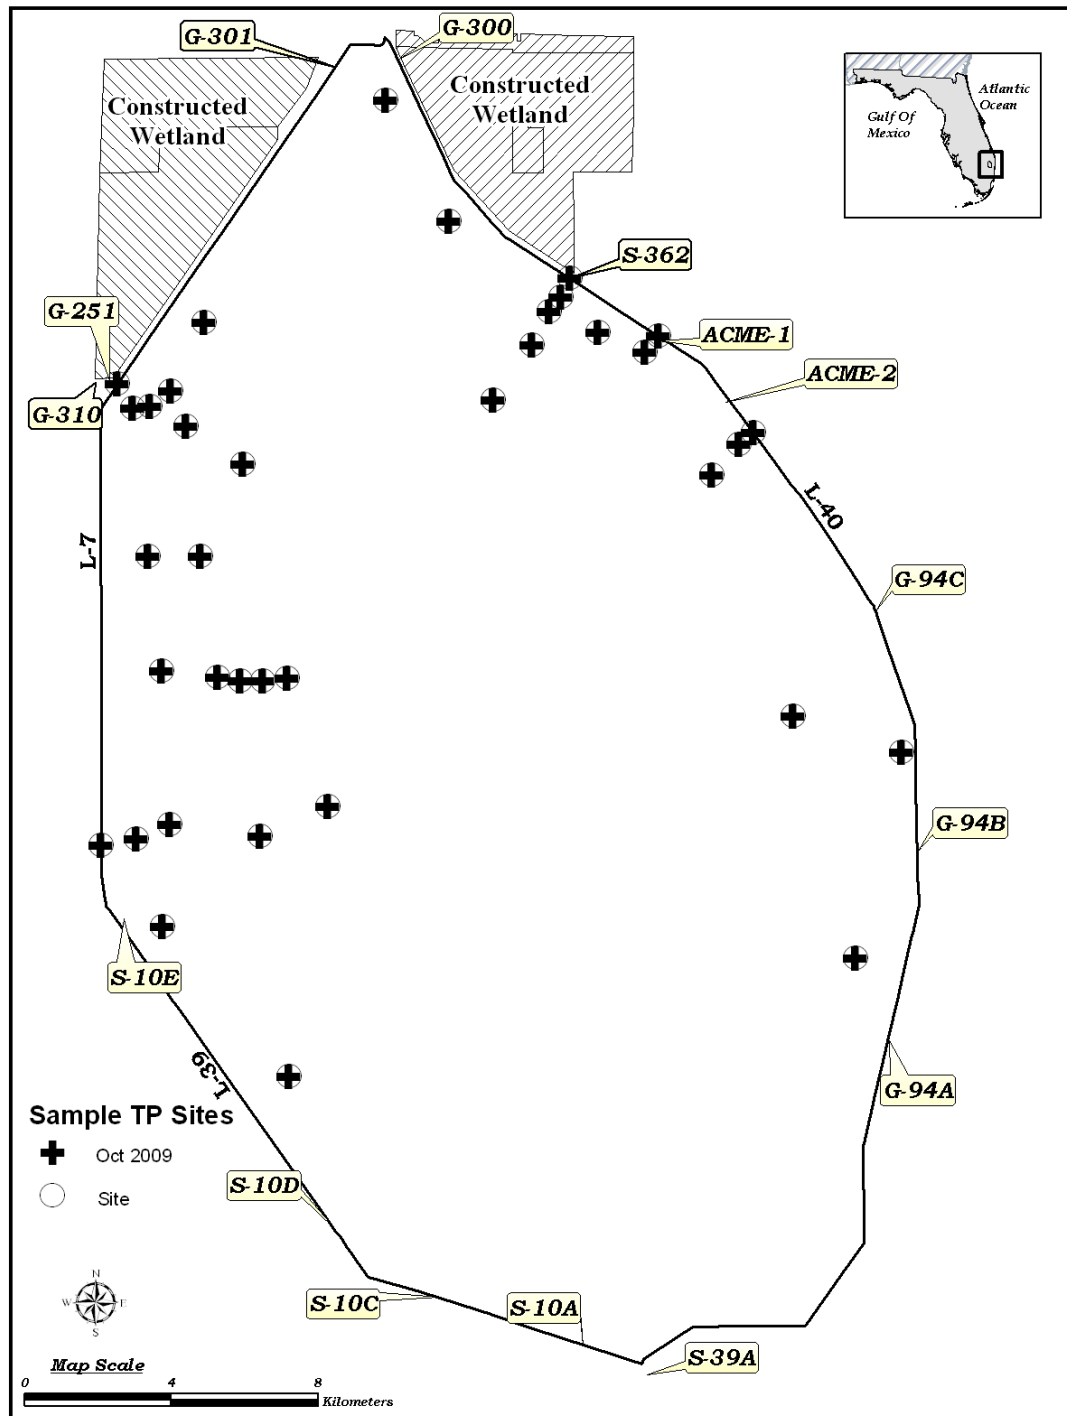 G-301
G-300
Constructed
Wetland
Constructed
Wetland
Atlantic
Ocean
Gulf Of
Mexico
S-362
G-251
ACME-1
ACME-2
G-310
L-40
L-7
G-94C
G-94B
S-10E
L-39
G-94A
Sample TP Sites
Oct 2009
Site
S-10D
N
W
E
S
S-10C
S-10A
S-39A
Map Scale
0 4 8
Kilometers